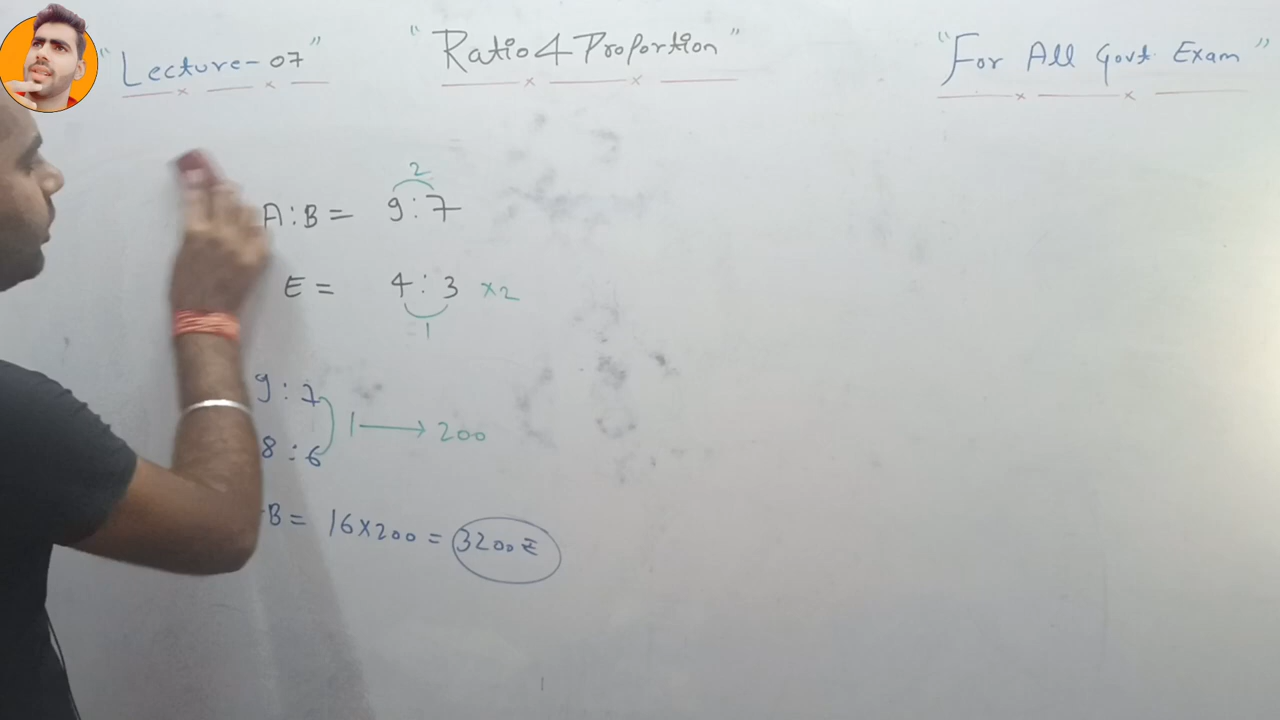 "Lecture-07" "Ratio & Proportion" "For All Govt. Exam"
2
A:B = 9:7
E = 4:3 ×2
1
9:7
1 → 200
8:6
B = 16×200 = 3200₹